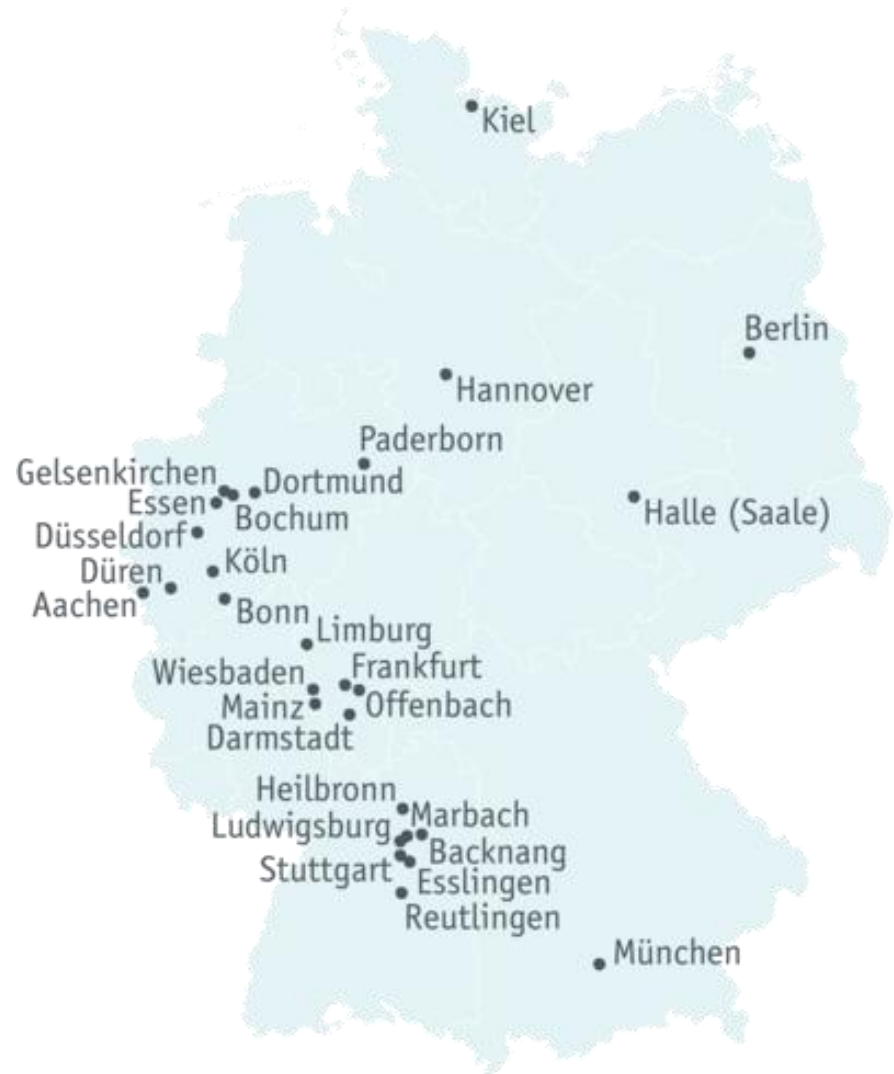 Kiel
Berlin
Hannover
Paderborn
Gelsenkirchen
Dortmund
Essen
Bochum
Halle (Saale)
Düsseldorf
Köln
Düren
Aachen
Bonn
Limburg
Wiesbaden
Frankfurt
Mainz
Offenbach
Darmstadt
Heilbronn
Marbach
Ludwigsburg
Backnang
Stuttgart
Esslingen
Reutlingen
München